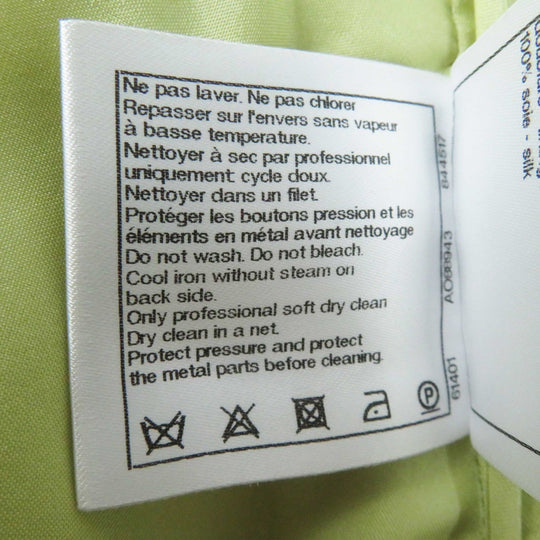 Ne pas laver. Ne pas chlorer
Repasser sur l'envers sans vapeur
à basse temperature.
Nettoyer à sec par professionnel
uniquement cycle doux.
Nettoyer dans un filet.
Protéger les boutons pression et les
éléments en métal avant nettoyage
Do not wash. Do not bleach.
Cool iron without steam on
back side.
Only professional soft dry clean
Dry clean in a net.
Protect pressure and protect
the metal parts before cleaning.
P
61401 AO88943 844517
100% soie - silk